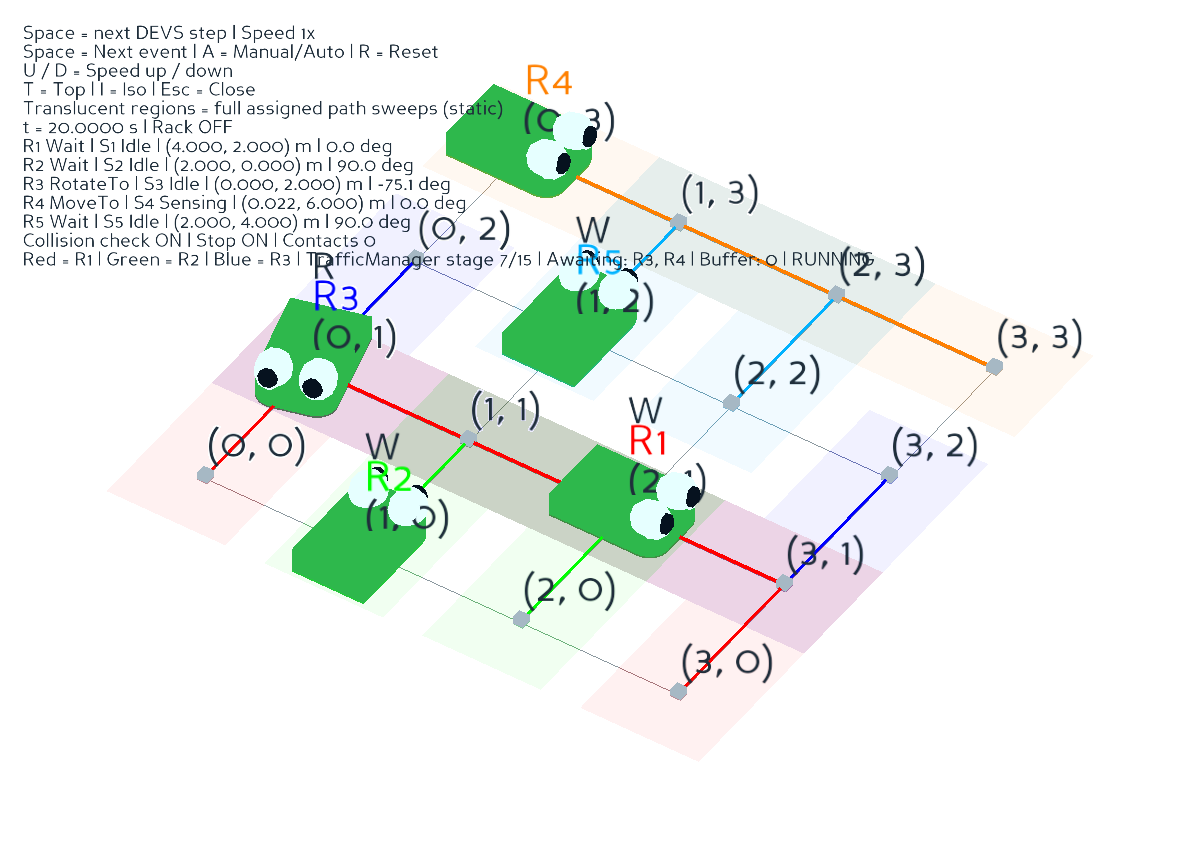 Space = next DEVS step | Speed 1x
Space = Next event | A = Manual/Auto | R = Reset
U / D = Speed up / down
T = Top | I = Iso | Esc = Close
Translucent regions = full assigned path sweeps (static)
t = 20.0000 s | Rack OFF
R1 Wait | S1 Idle | (4.000, 2.000) m | 0.0 deg
R2 Wait | S2 Idle | (2.000, 0.000) m | 90.0 deg
R3 RotateTo | S3 Idle | (0.000, 2.000) m | -75.1 deg
R4 MoveTo | S4 Sensing | (0.022, 6.000) m | 0.0 deg
R5 Wait | S5 Idle | (2.000, 4.000) m | 90.0 deg
Collision check ON | Stop ON | Contacts 0
Red = R1 | Green = R2 | Blue = R3 | TrafficManager stage 7/15 | Awaiting: R3, R4 | Buffer: 0 | RUNNING
R4
(0, 3)
(1, 3)
(0, 2)
W
R5
(1, 2)
(2, 3)
R
R3
(0, 1)
(3, 3)
(2, 2)
(1, 1)
W
R1
(2, 1)
(0, 0)
W
R2
(1, 0)
(3, 2)
(3, 1)
(2, 0)
(3, 0)